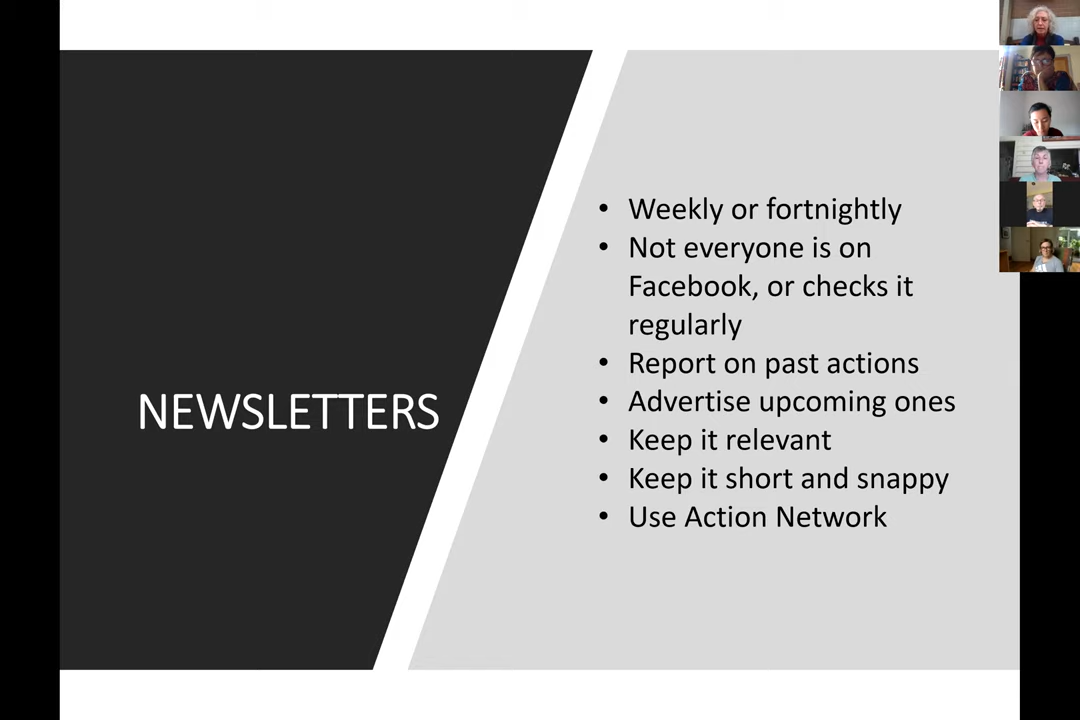 NEWSLETTERS
• Weekly or fortnightly
• Not everyone is on
Facebook, or checks it
regularly
• Report on past actions
• Advertise upcoming ones
• Keep it relevant
• Keep it short and snappy
• Use Action Network